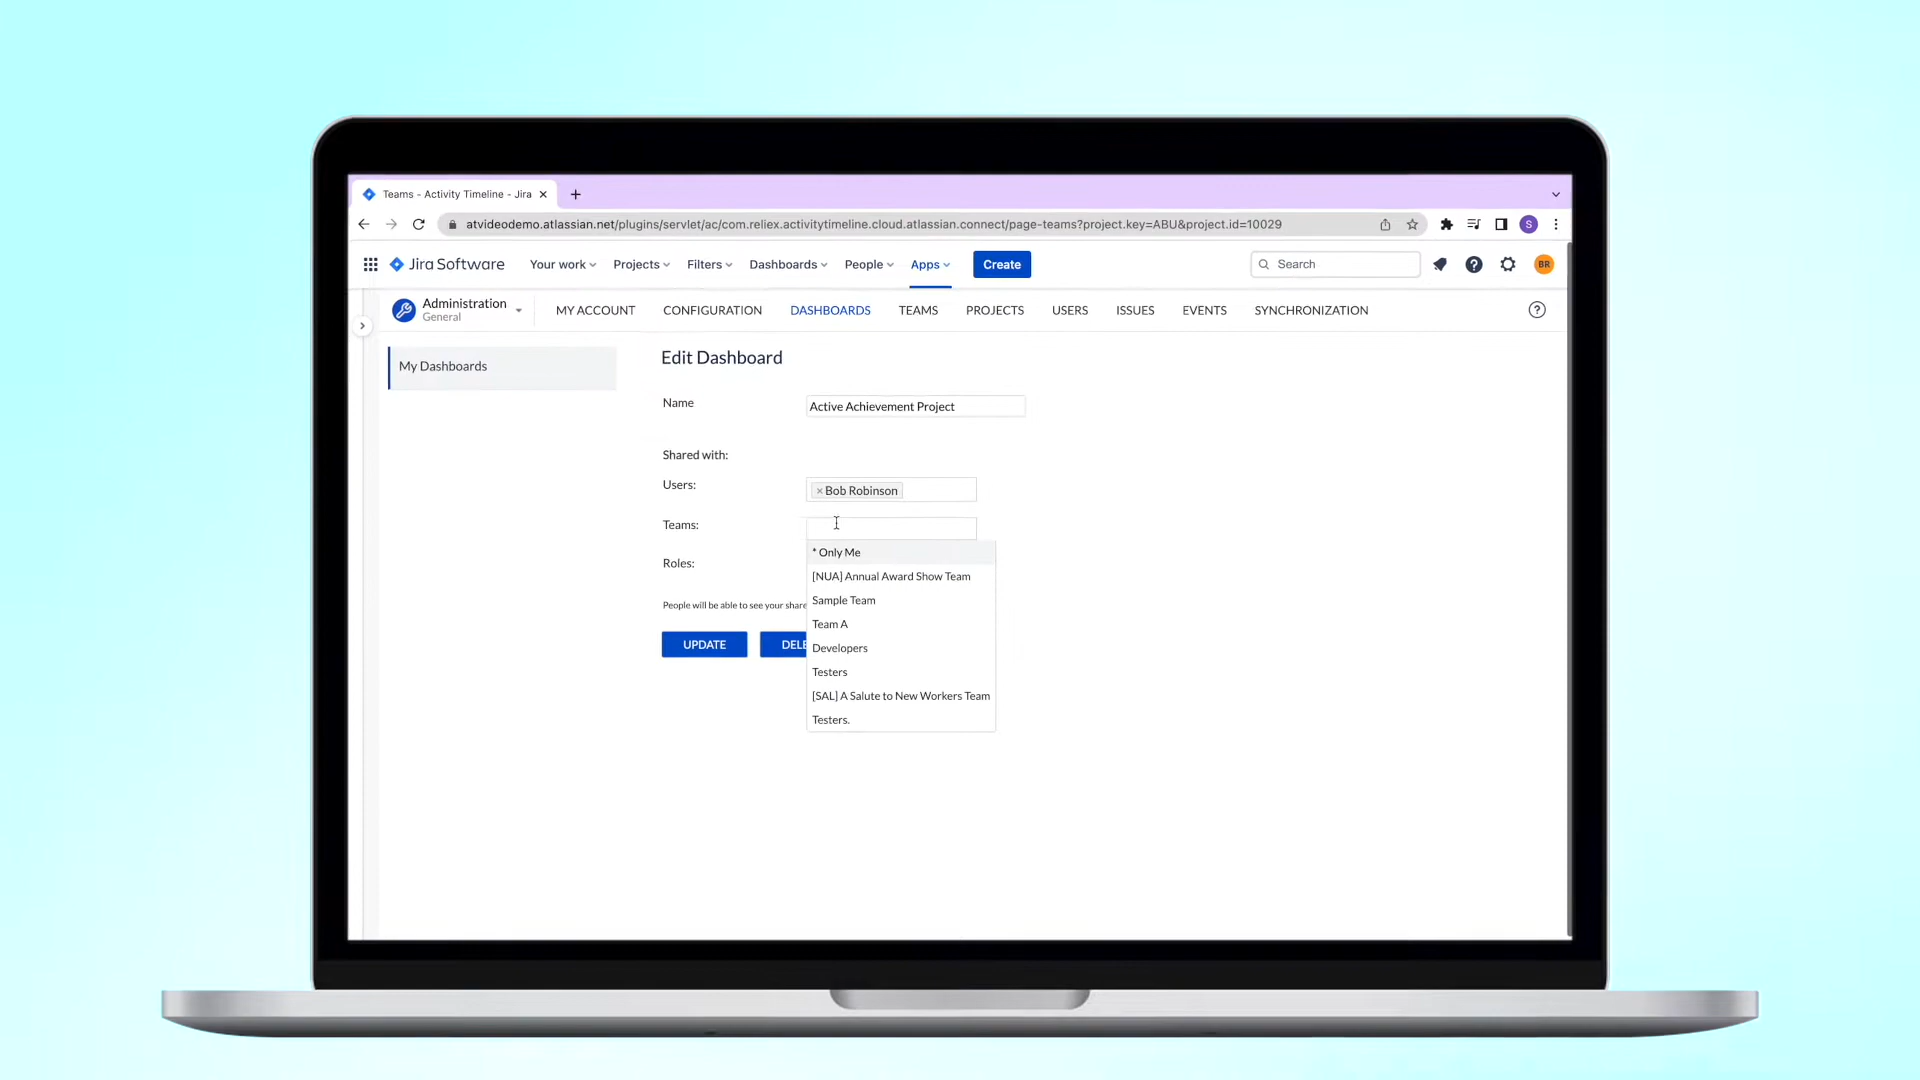 Teams - Activity Timeline - Jira
atvideodemo.atlassian.net/plugins/servlet/ac/com.reliex.activitytimeline.cloud.atlassian.connect/page-teams?project.key=ABU&project.id=10029
S
Jira Software Your work Projects Filters Dashboards People Apps Create Search BR
Administration
General
MY ACCOUNT CONFIGURATION DASHBOARDS TEAMS PROJECTS USERS ISSUES EVENTS SYNCHRONIZATION
My Dashboards
Edit Dashboard
Name Active Achievement Project
Shared with:
Users: × Bob Robinson
Teams:
* Only Me
Roles:
[NUA] Annual Award Show Team
People will be able to see your share
Sample Team
Team A
UPDATE DELE
Developers
Testers
[SAL] A Salute to New Workers Team
Testers.